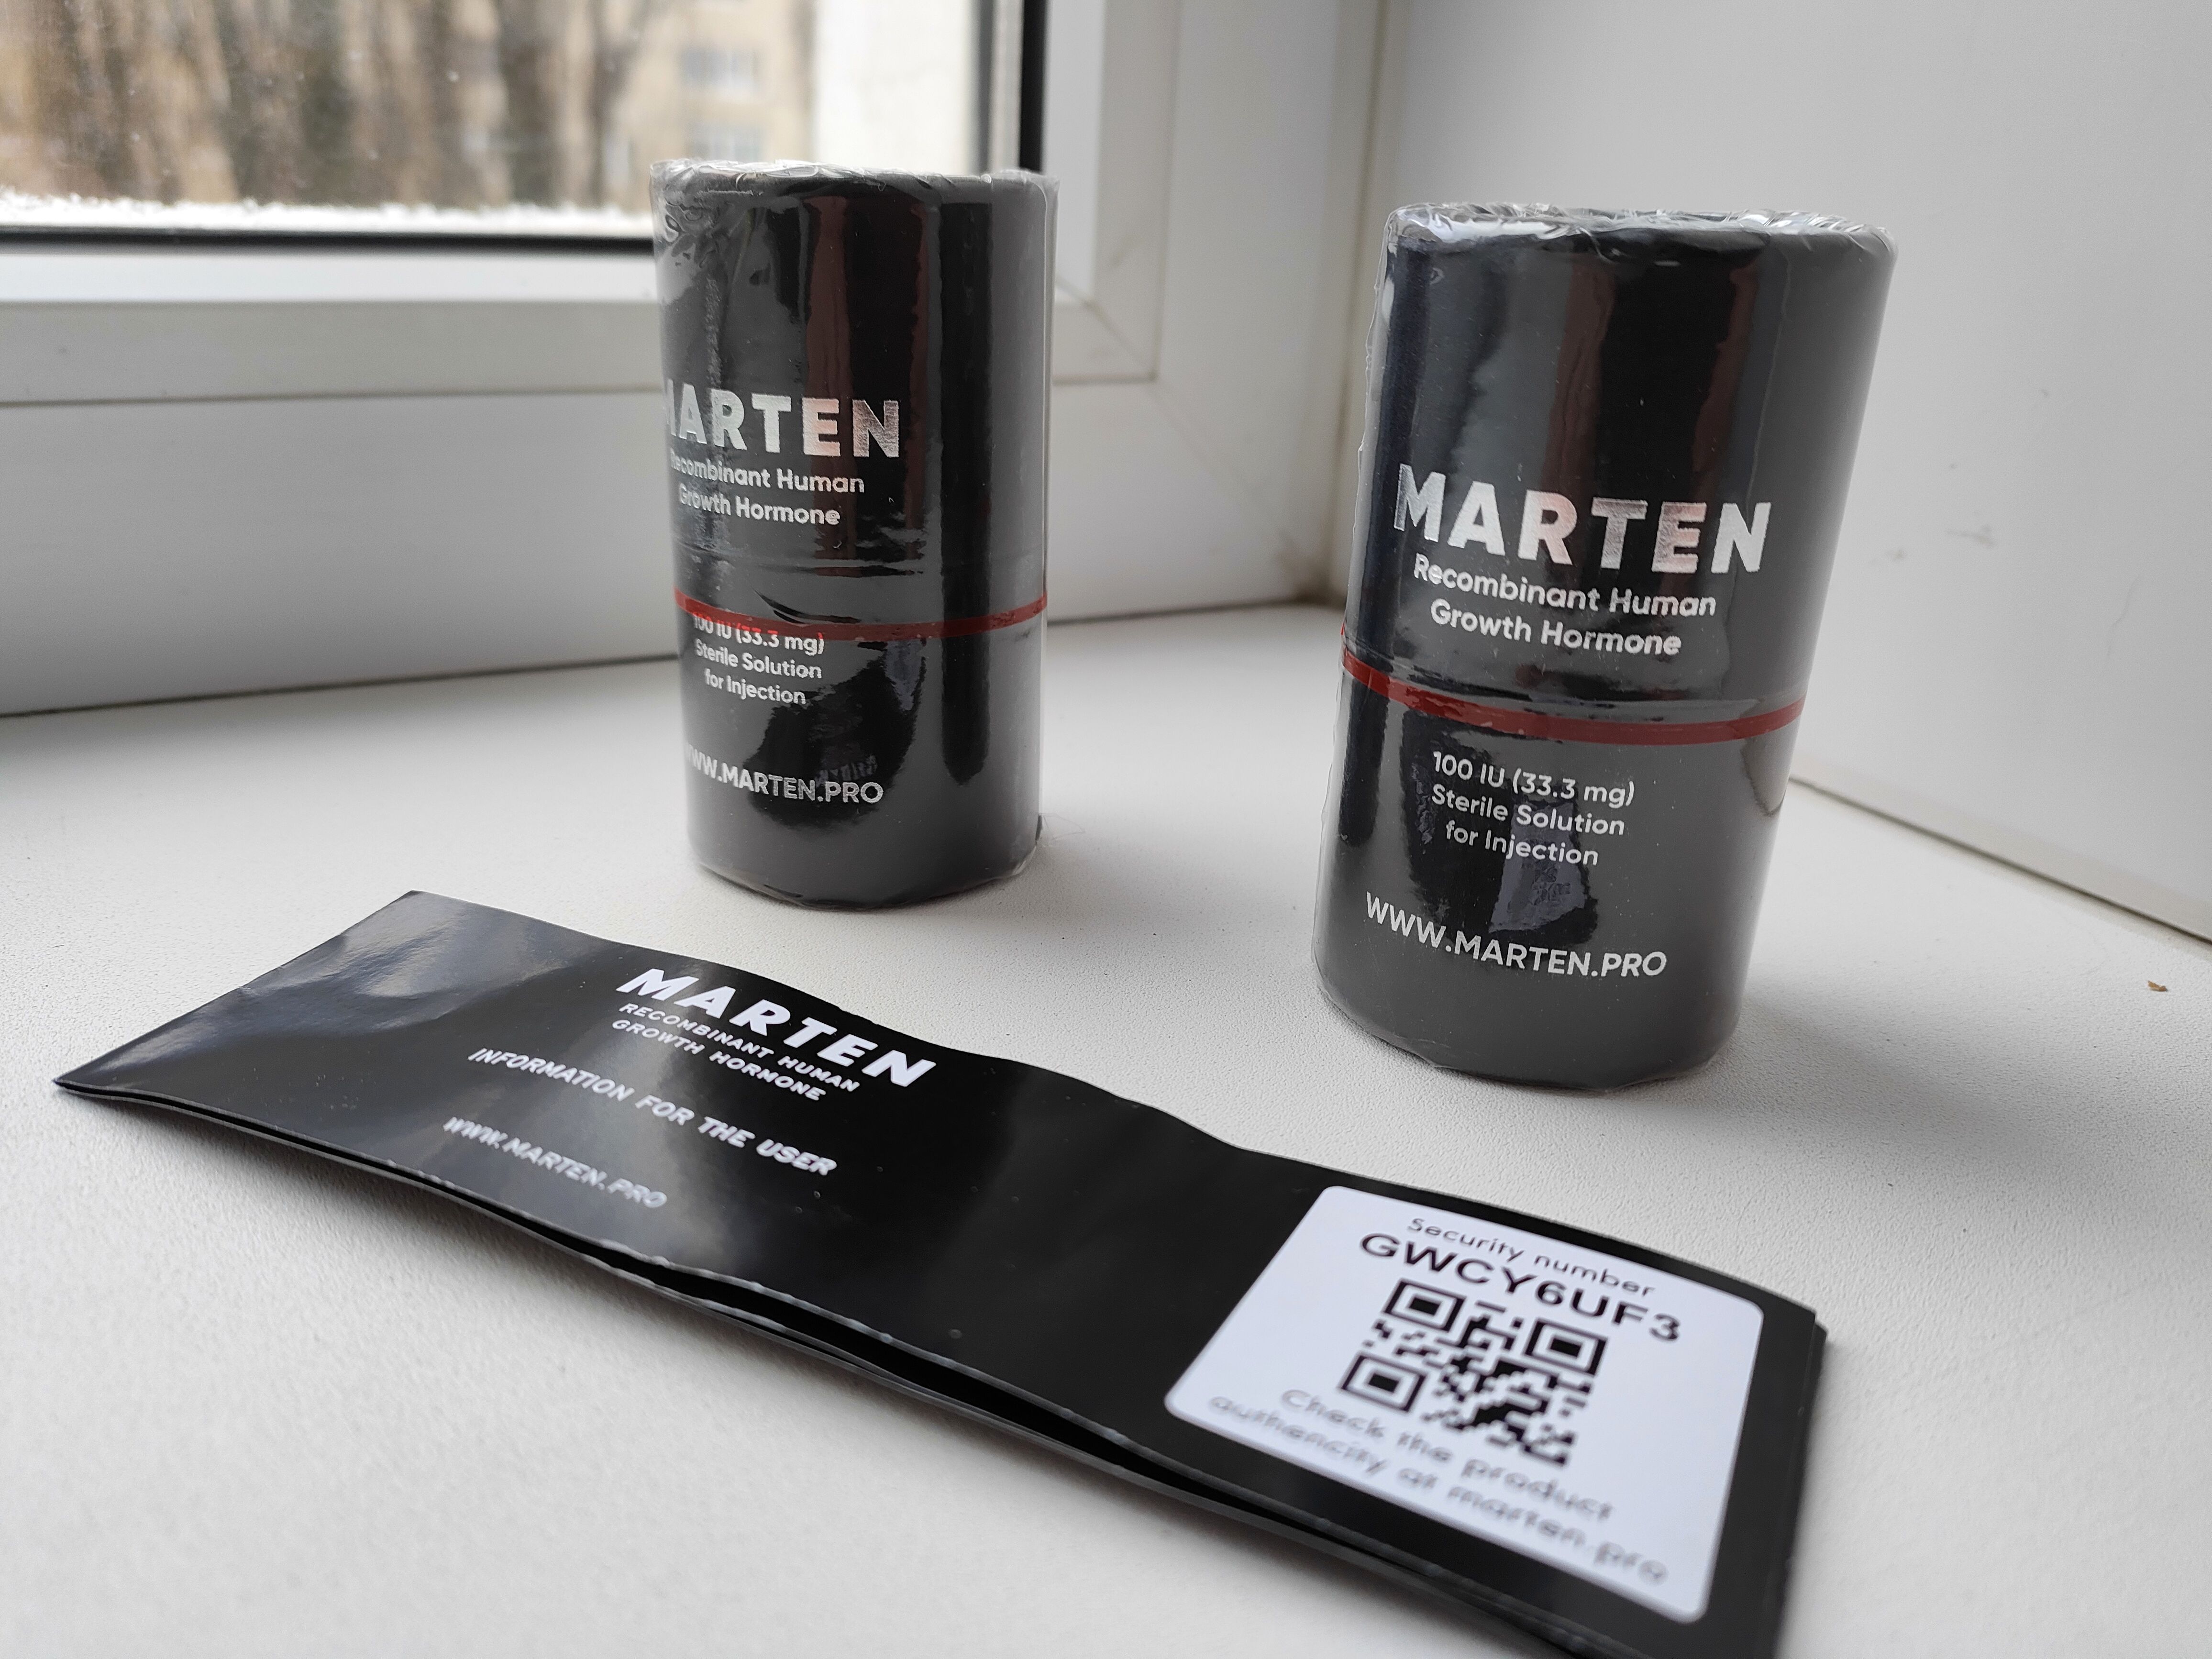 MARTEN
Recombinant Human
Growth Hormone
100 IU (33.3 mg)
Sterile Solution
for Injection
WWW.MARTEN.PRO
MARTEN
Recombinant Human
Growth Hormone
100 IU (33.3 mg)
Sterile Solution
for Injection
WWW.MARTEN.PRO
MARTEN
RECOMBINANT HUMAN
GROWTH HORMONE
INFORMATION FOR THE USER
WWW.MARTEN.PRO
Security number
GWCY6UF3
Check the product
authencity at marten.pro